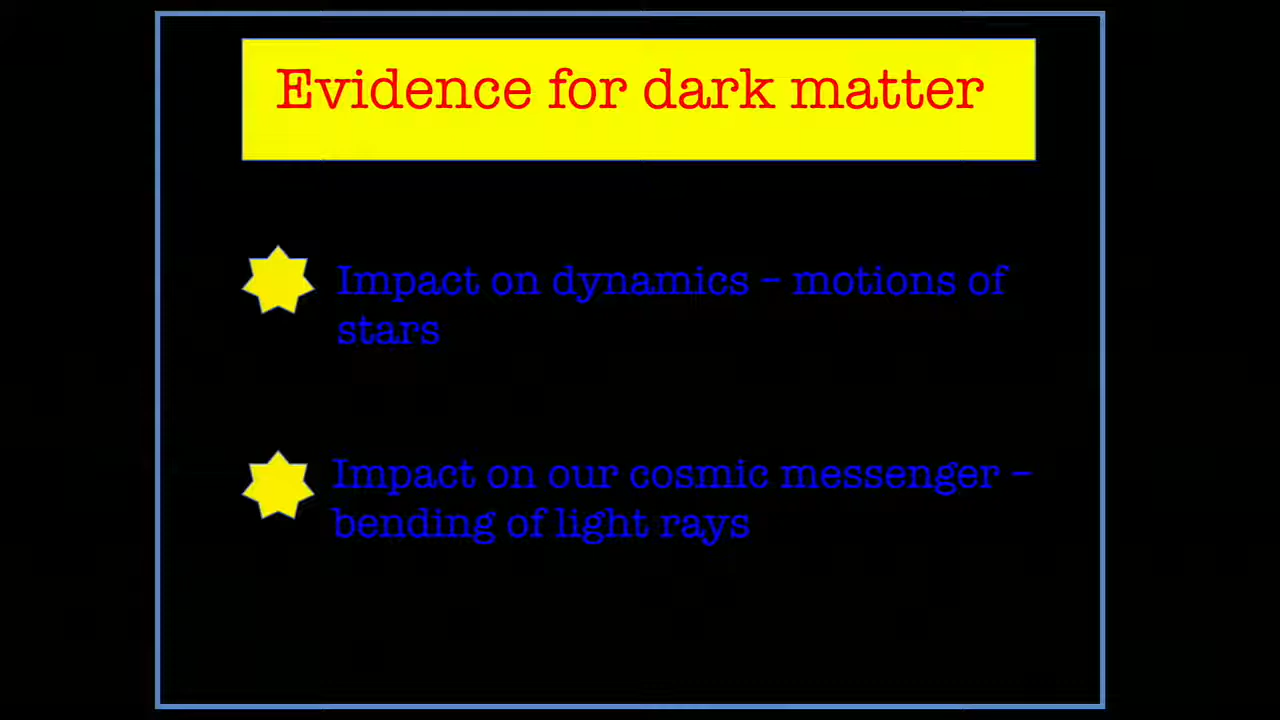 Evidence for dark matter
Impact on dynamics – motions of
stars
Impact on our cosmic messenger –
bending of light rays